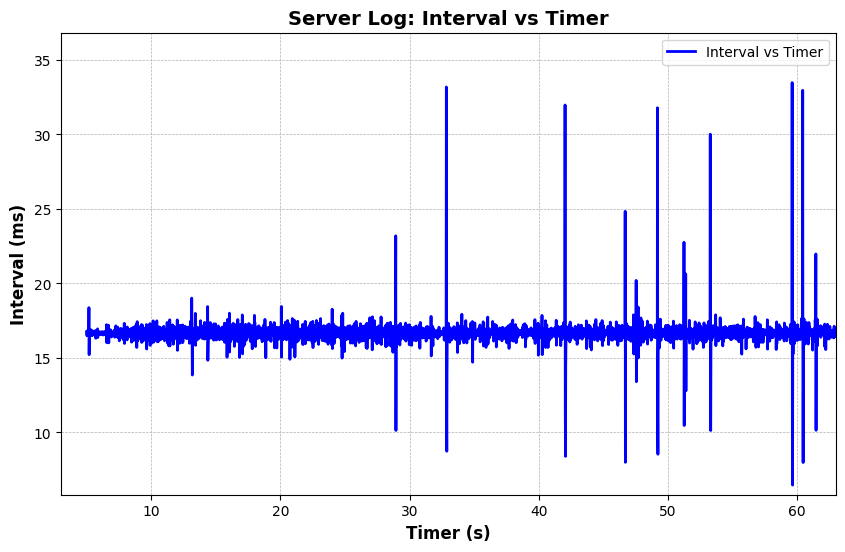 Server Log: Interval vs Timer
Interval vs Timer
35
30
25
20
15
10
Interval (ms)
10 20 30 40 50 60
Timer (s)